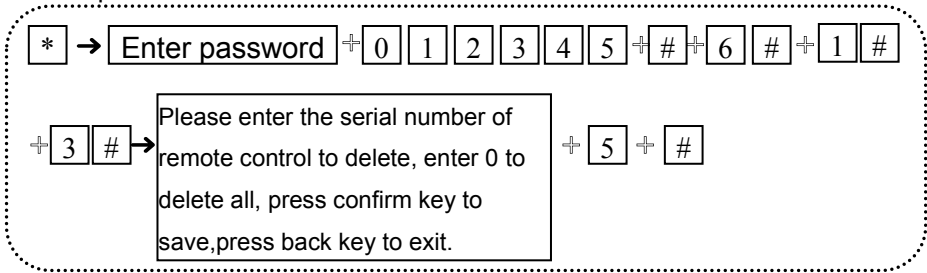 * → Enter password + 0 1 2 3 4 5 + # + 6 # + 1 #
+ 3 # → Please enter the serial number of
remote control to delete, enter 0 to
delete all, press confirm key to
save,press back key to exit.
+ 5 + #